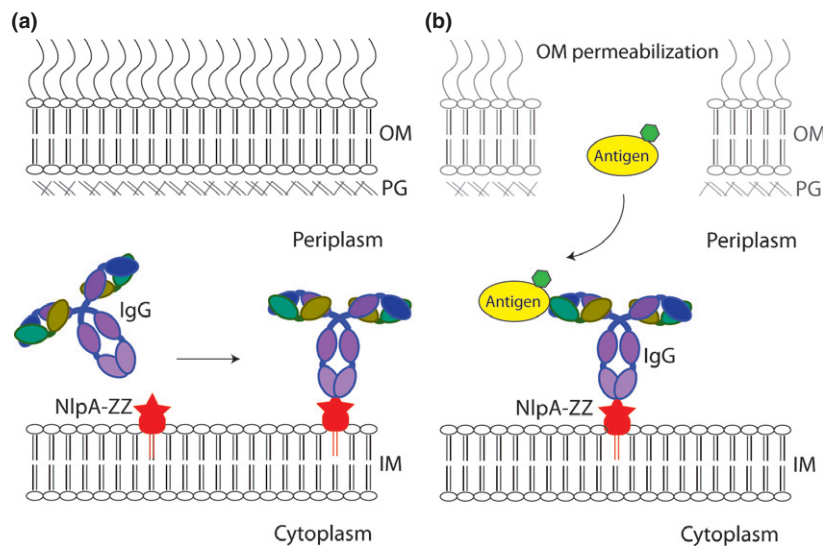 (a)
OM
PG
Periplasm
IgG
NlpA-ZZ
IM
Cytoplasm
(b)
OM permeabilization
Antigen
OM
PG
Periplasm
Antigen
IgG
NlpA-ZZ
IM
Cytoplasm